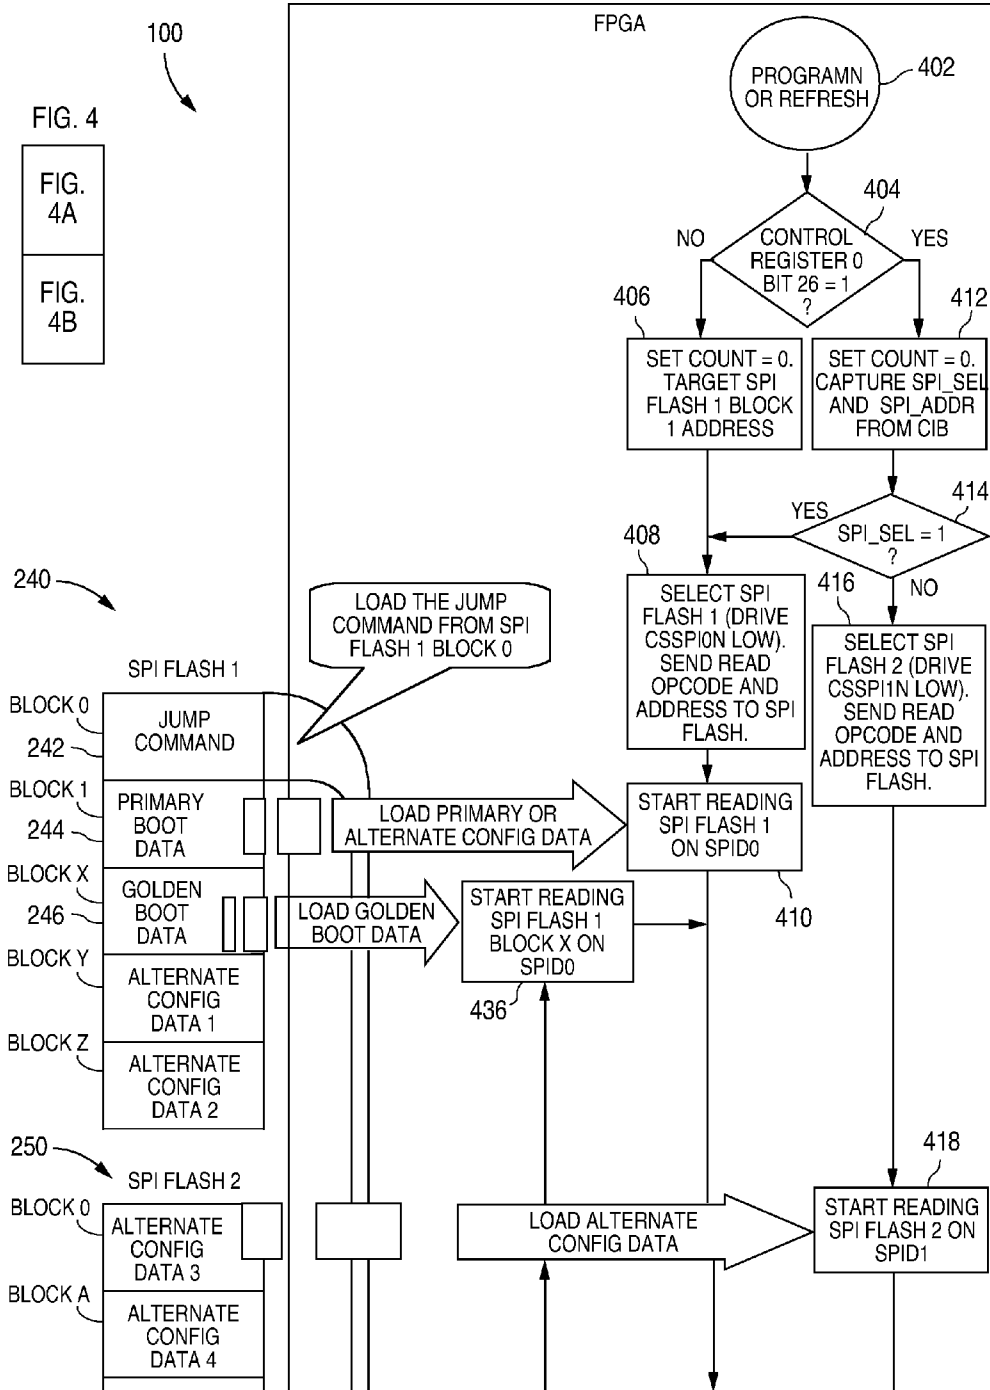 FPGA
100
PROGRAMN
OR REFRESH
402
FIG. 4
FIG.
4A
FIG.
4B
404
NO
YES
CONTROL
REGISTER 0
BIT 26 = 1
?
406
412
SET COUNT = 0.
TARGET SPI
FLASH 1 BLOCK
1 ADDRESS
SET COUNT = 0.
CAPTURE SPI_SEL
AND SPI_ADDR
FROM CIB
414
YES
SPI_SEL = 1
?
NO
408
SELECT SPI
FLASH 1 (DRIVE
CSSPI0N LOW).
SEND READ
OPCODE AND
ADDRESS TO SPI
FLASH.
416
SELECT SPI
FLASH 2 (DRIVE
CSSPI1N LOW).
SEND READ
OPCODE AND
ADDRESS TO SPI
FLASH.
240
LOAD THE JUMP
COMMAND FROM SPI
FLASH 1 BLOCK 0
SPI FLASH 1
BLOCK 0
JUMP
COMMAND
242
BLOCK 1
PRIMARY
BOOT
DATA
244
LOAD PRIMARY OR
ALTERNATE CONFIG DATA
START READING
SPI FLASH 1
ON SPID0
410
BLOCK X
GOLDEN
BOOT
DATA
246
LOAD GOLDEN
BOOT DATA
START READING
SPI FLASH 1
BLOCK X ON
SPID0
436
BLOCK Y
ALTERNATE
CONFIG
DATA 1
BLOCK Z
ALTERNATE
CONFIG
DATA 2
250
SPI FLASH 2
BLOCK 0
ALTERNATE
CONFIG
DATA 3
LOAD ALTERNATE
CONFIG DATA
418
START READING
SPI FLASH 2 ON
SPID1
BLOCK A
ALTERNATE
CONFIG
DATA 4